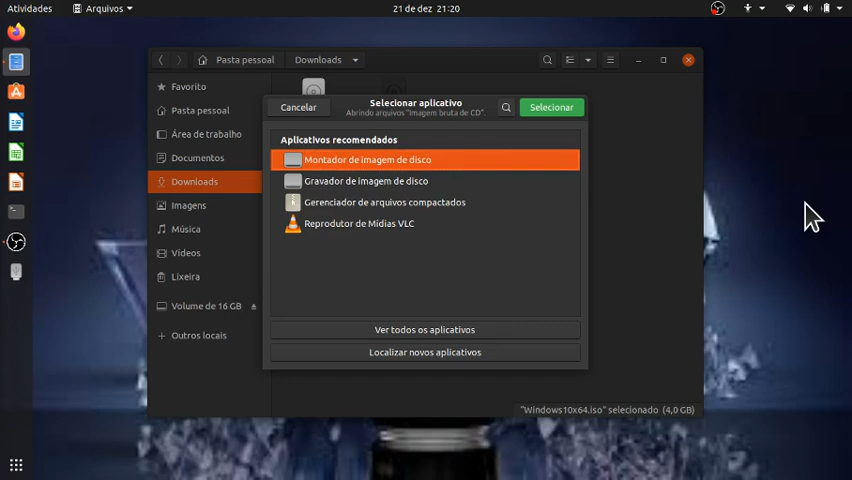 Atividades
Arquivos
21 de dez 21:20
Pasta pessoal
Downloads
Favorito
Pasta pessoal
Área de trabalho
Documentos
Downloads
Imagens
Música
Vídeos
Lixeira
Volume de 16 GB
Outros locais
Cancelar
Selecionar aplicativo
Abrindo arquivos "Imagem bruta de CD".
Selecionar
Aplicativos recomendados
Montador de imagem de disco
Gravador de imagem de disco
Gerenciador de arquivos compactados
Reprodutor de Mídias VLC
Ver todos os aplicativos
Localizar novos aplicativos
"Windows10x64.iso" selecionado (4,0 GB)